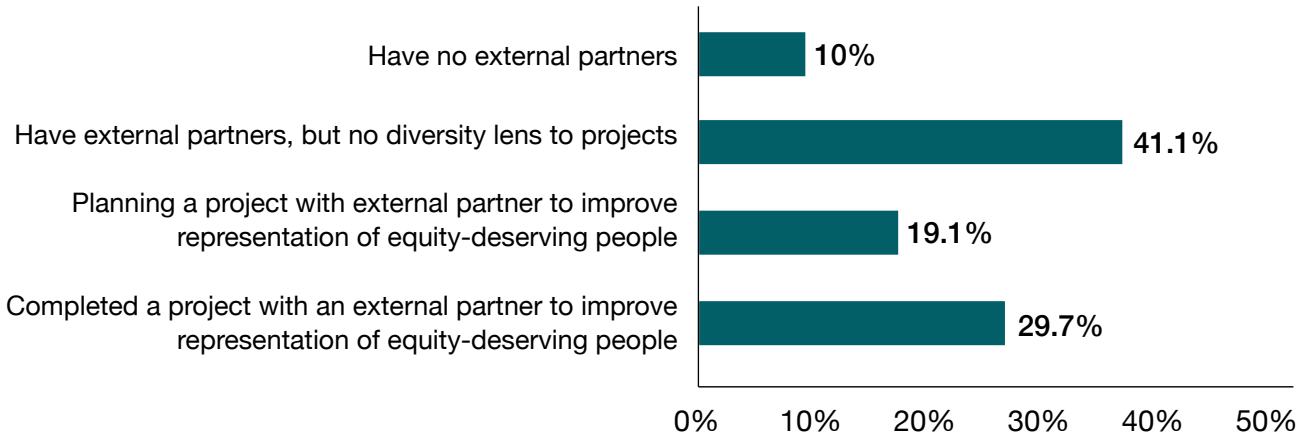 Have no external partners
10%
Have external partners, but no diversity lens to projects
41.1%
Planning a project with external partner to improve
representation of equity-deserving people
19.1%
Completed a project with an external partner to improve
representation of equity-deserving people
29.7%
0% 10% 20% 30% 40% 50%